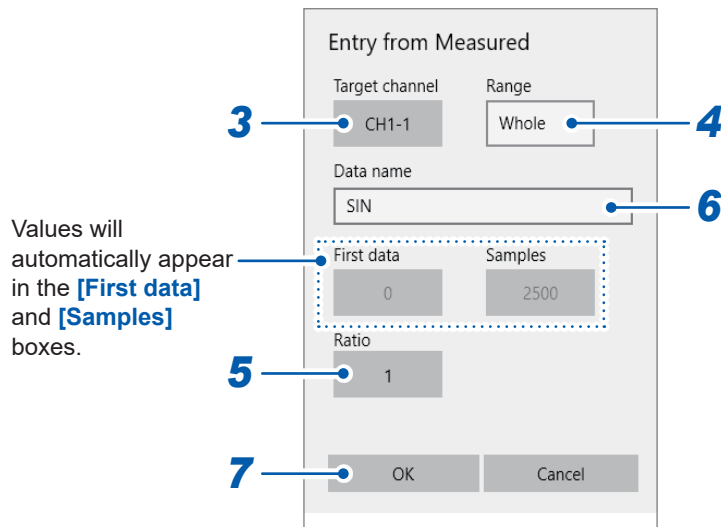 Entry from Measured
Target channel Range
3 CH1-1 Whole 4
Data name
SIN 6
Values will
automatically appear
in the [First data]
and [Samples]
boxes.
First data Samples
0 2500
Ratio
5 1
7 OK Cancel